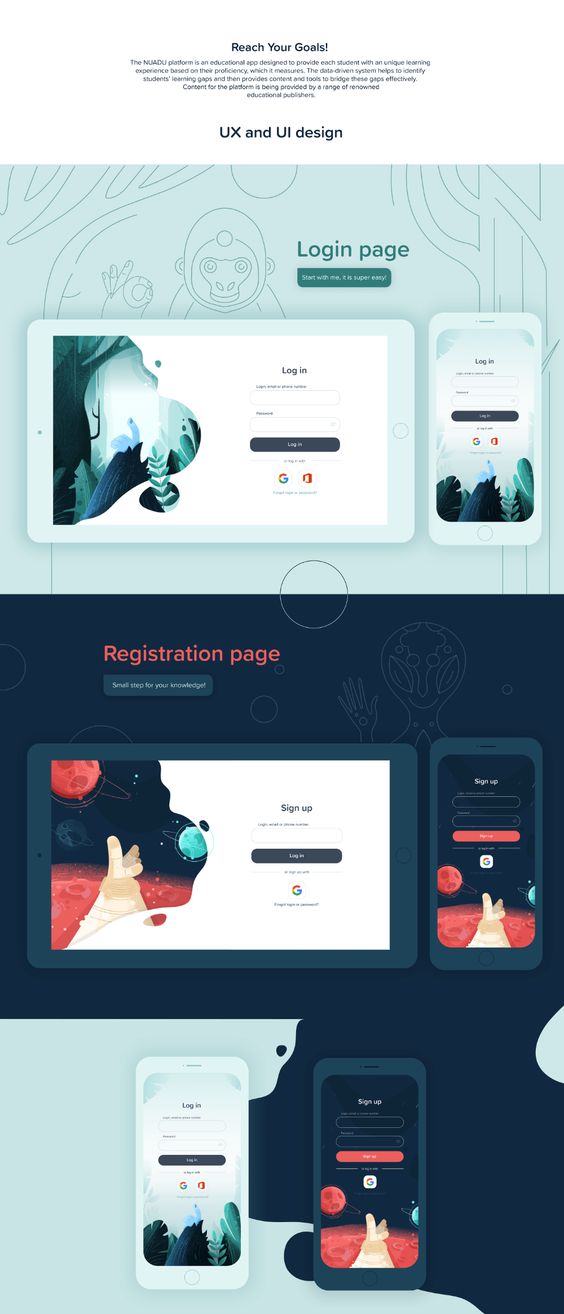 Reach Your Goals!
The NUADU platform is an educational app designed to provide each student with an unique learning
experience based on their proficiency, which it measures. The data-driven system helps to identify
students' learning gaps and then provides content and tools to bridge these gaps effectively.
Content for the platform is being provided by a range of renowned
educational publishers.
UX and UI design
Login page
Start with me, it is super easy!
Log in
Login, email or phone number
Password
Log in
or log in with
Forgot login or password?
Log in
Login, email or phone number
Password
Log in
or log in with
Forgot login or password?
Registration page
Small step for your knowledge!
Sign up
Login, email or phone number
Log in
or sign up with
Forgot login or password?
Sign up
Login, email or phone number
Password
Sign up
or log in with
Log in
Login, email or phone number
Password
Log in
or log in with
Forgot login or password?
Sign up
Login, email or phone number
Password
Sign up
or log in with